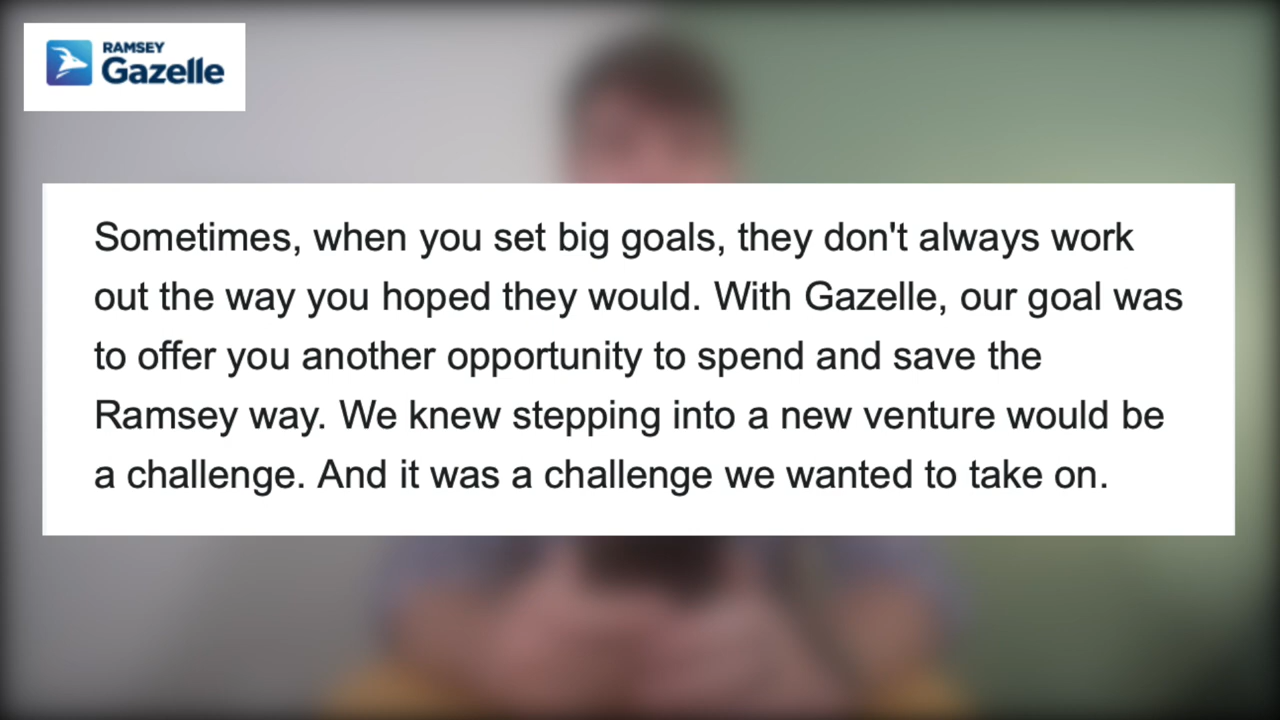 RAMSEY
Gazelle
Sometimes, when you set big goals, they don't always work
out the way you hoped they would. With Gazelle, our goal was
to offer you another opportunity to spend and save the
Ramsey way. We knew stepping into a new venture would be
a challenge. And it was a challenge we wanted to take on.